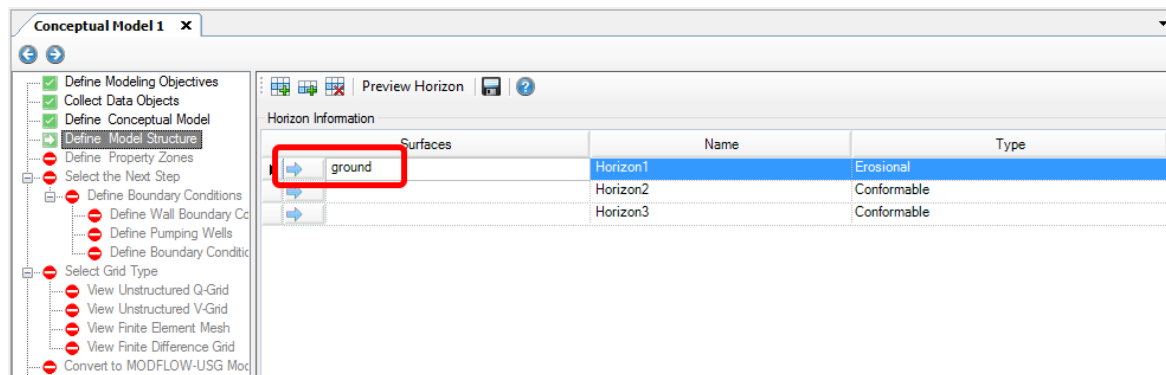 Conceptual Model 1 X
Define Modeling Objectives
Collect Data Objects
Define Conceptual Model
Define Model Structure
Define Property Zones
Select the Next Step
Define Boundary Conditions
Define Wall Boundary Cc
Define Pumping Wells
Define Boundary Conditic
Select Grid Type
View Unstructured Q-Grid
View Unstructured V-Grid
View Finite Element Mesh
View Finite Difference Grid
Convert to MODFLOW-USG Moc
Preview Horizon
Horizon Information
Surfaces Name Type
ground Horizon1 Erosional
Horizon2 Conformable
Horizon3 Conformable